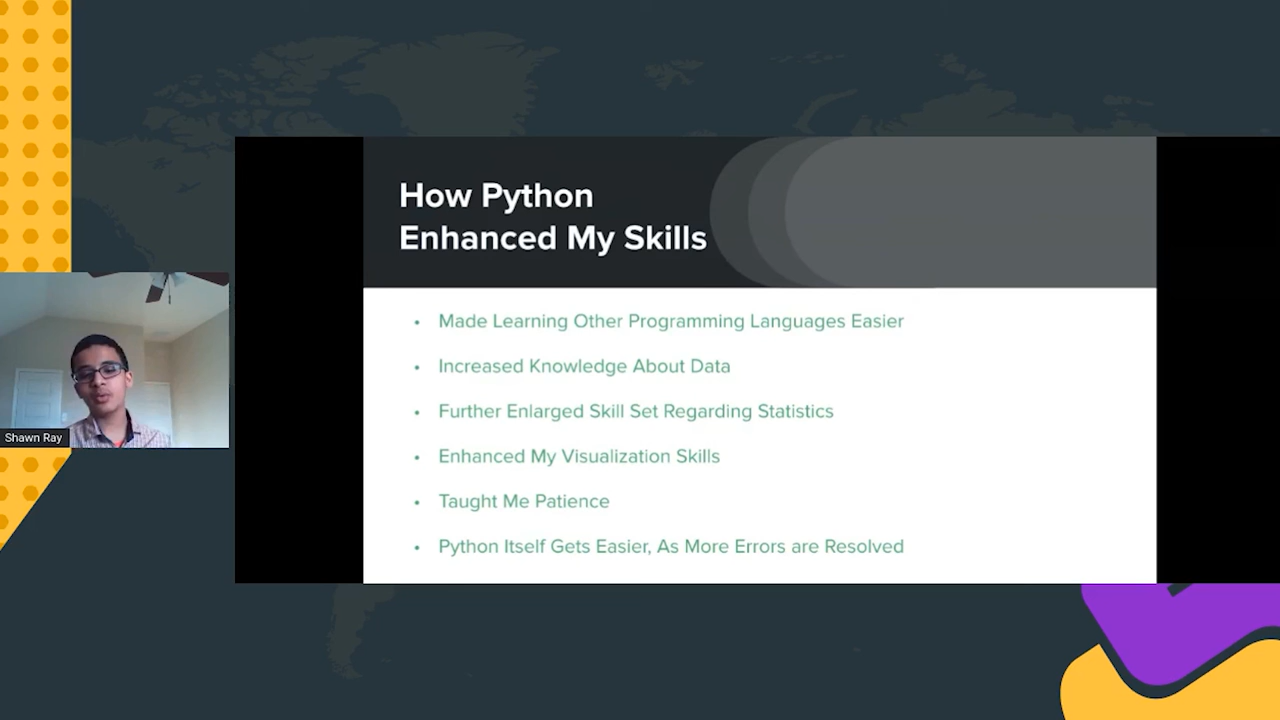 How Python
Enhanced My Skills
• Made Learning Other Programming Languages Easier
• Increased Knowledge About Data
• Further Enlarged Skill Set Regarding Statistics
• Enhanced My Visualization Skills
• Taught Me Patience
• Python Itself Gets Easier, As More Errors are Resolved
Shawn Ray